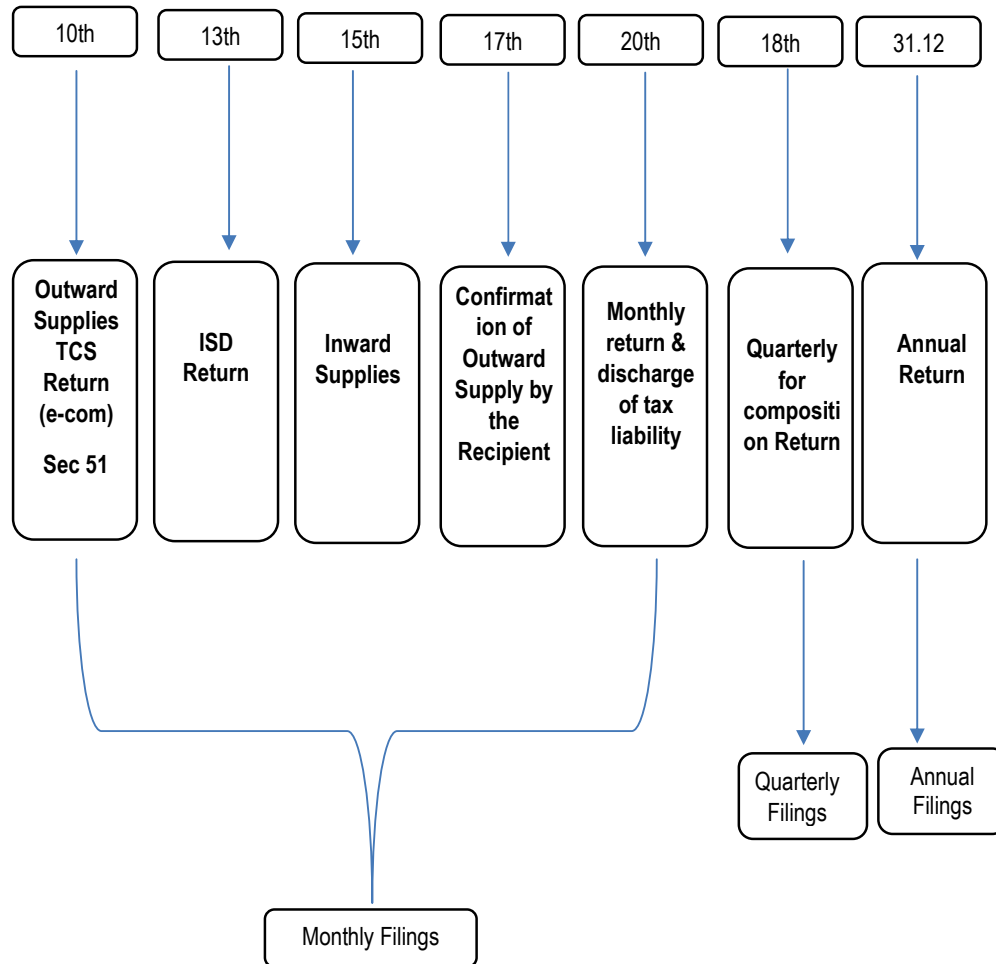 10th
13th
15th
17th
20th
18th
31.12
Outward
Supplies
TCS
Return
(e-com)
Sec 51
ISD
Return
Inward
Supplies
Confirmat
ion of
Outward
Supply by
the
Recipient
Monthly
return &
discharge
of tax
liability
Quarterly
for
compositi
on Return
Annual
Return
Quarterly
Filings
Annual
Filings
Monthly Filings